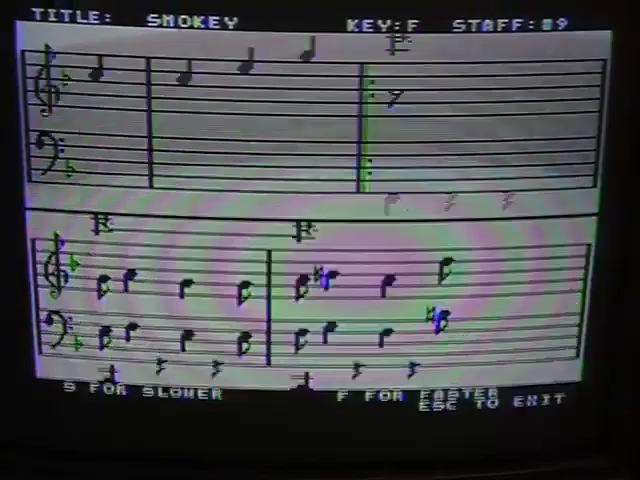 TITLE: SMOKEY KEY:F STAFF:09
S FOR SLOWER F FOR FASTER
ESC TO EXIT